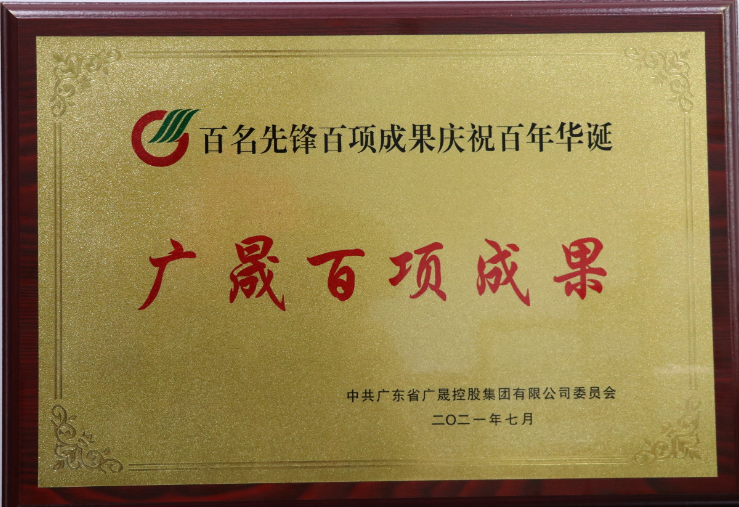 百名先锋百项成果庆祝百年华诞
广晟百项成果
中共广东省广晟控股集团有限公司委员会
二〇二一年七月